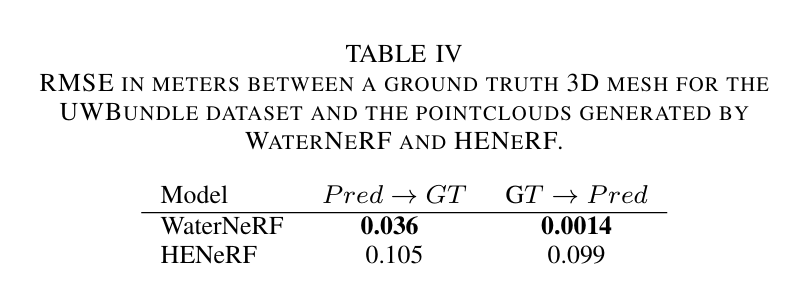 TABLE IV
RMSE IN METERS BETWEEN A GROUND TRUTH 3D MESH FOR THE
UWBUNDLE DATASET AND THE POINTCLOUDS GENERATED BY
WATERNERF AND HENERF.
Model Pred → GT GT → Pred
WaterNeRF 0.036 0.0014
HENeRF 0.105 0.099